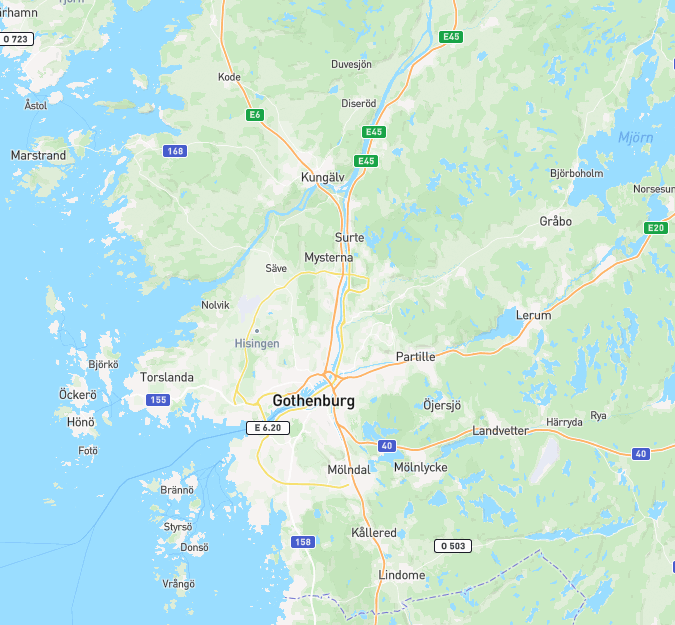 Tjörn
E45
O 723
Duvesjön
Kode
Åstol
Diseröd
E6
E45
Mjörn
168
Marstrand
E45
Björboholm
Kungälv
Gråbo
E20
Surte
Mysterna
Säve
Nolvik
Lerum
Hisingen
Partille
Björkö
Torslanda
Öckerö
155
Gothenburg
Öjersjö
Hönö
E 6.20
Landvetter
Härryda
Rya
Fotö
40
40
Mölndal
Mölnlycke
Brännö
Styrsö
Kållered
Donsö
158
O 503
Lindome
Vrångö